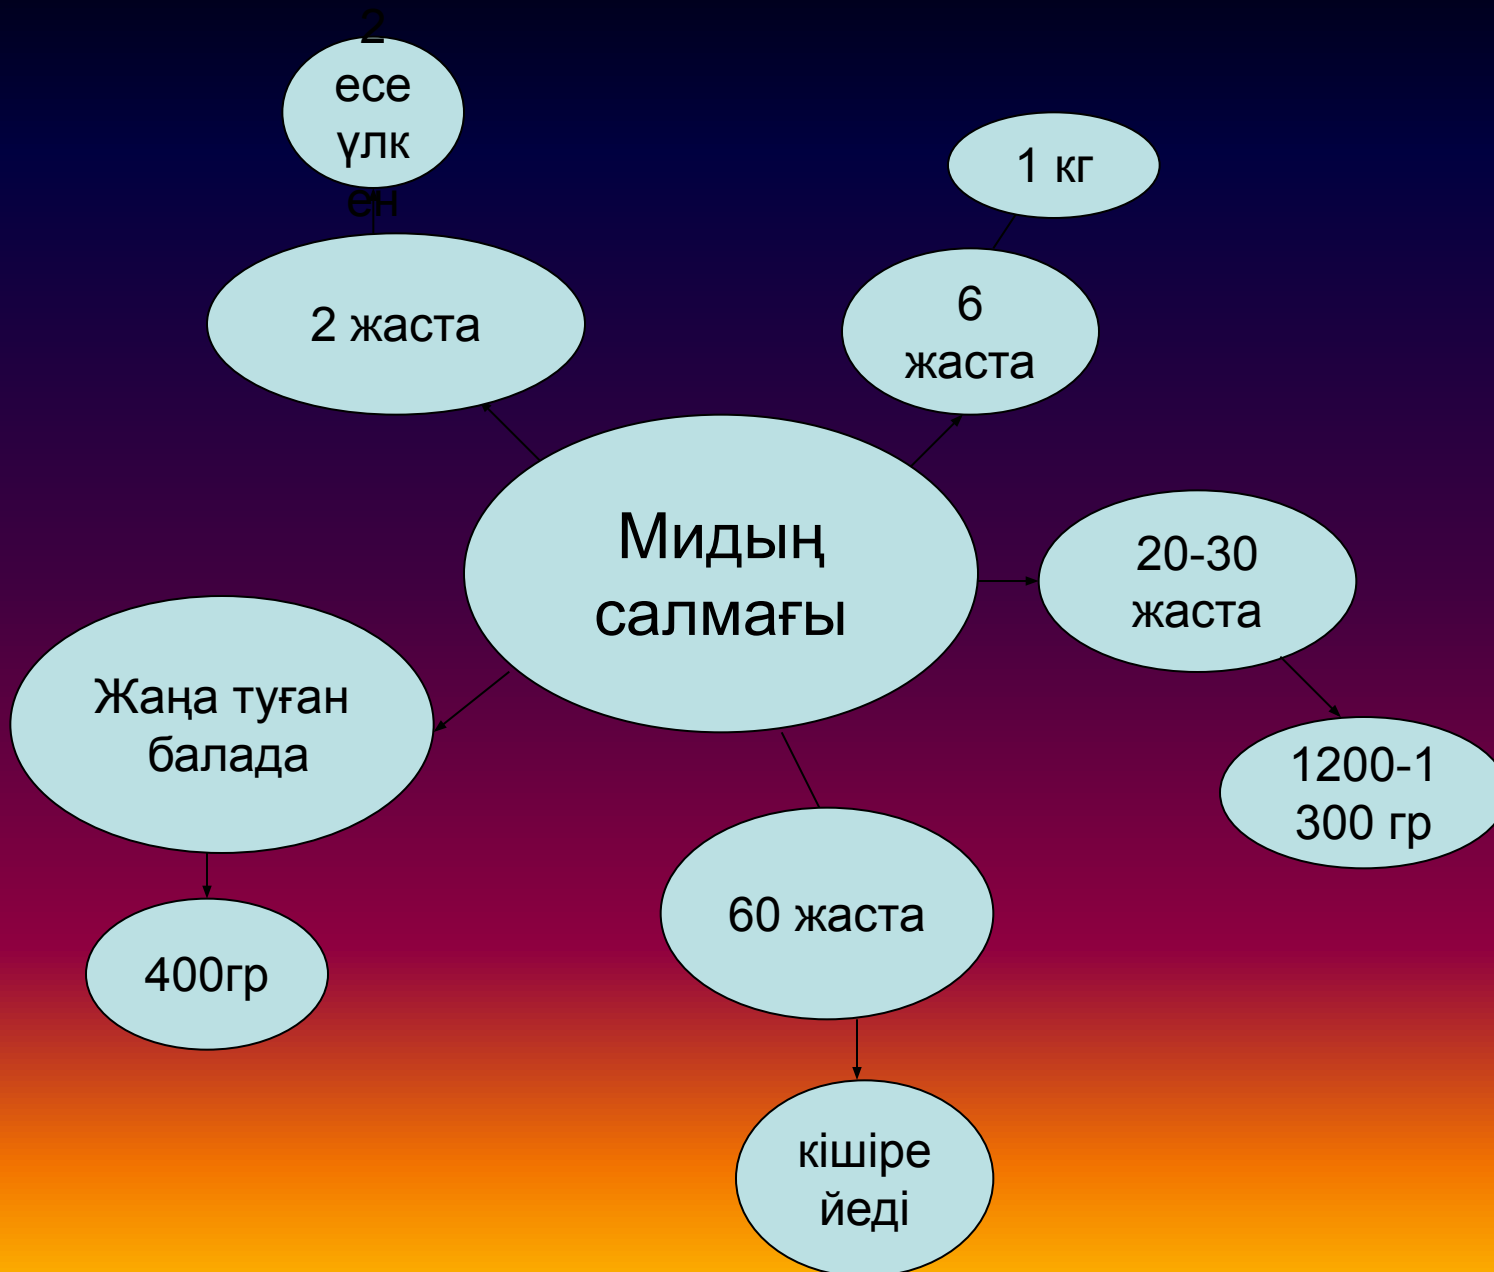 2
есе
үлк
ен
2 жаста
1 кг
6
жаста
Мидың
салмағы
20-30
жаста
1200-1
300 гр
Жаңа туған
балада
400гр
60 жаста
кішіре
йеді